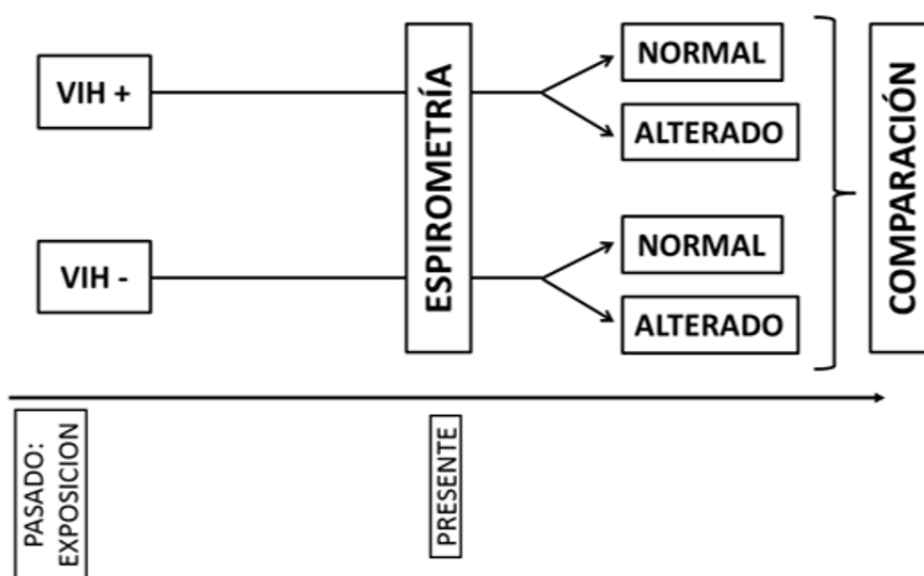 VIH +
ESPIROMETRÍA
NORMAL
ALTERADO
VIH -
NORMAL
ALTERADO
COMPARACIÓN
PASADO:
EXPOSICION
PRESENTE